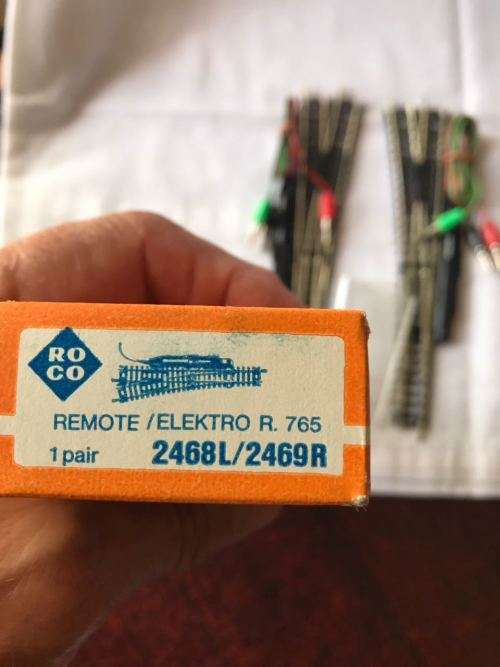 RO
CO
REMOTE /ELEKTRO R. 765
1 pair 2468L/2469R